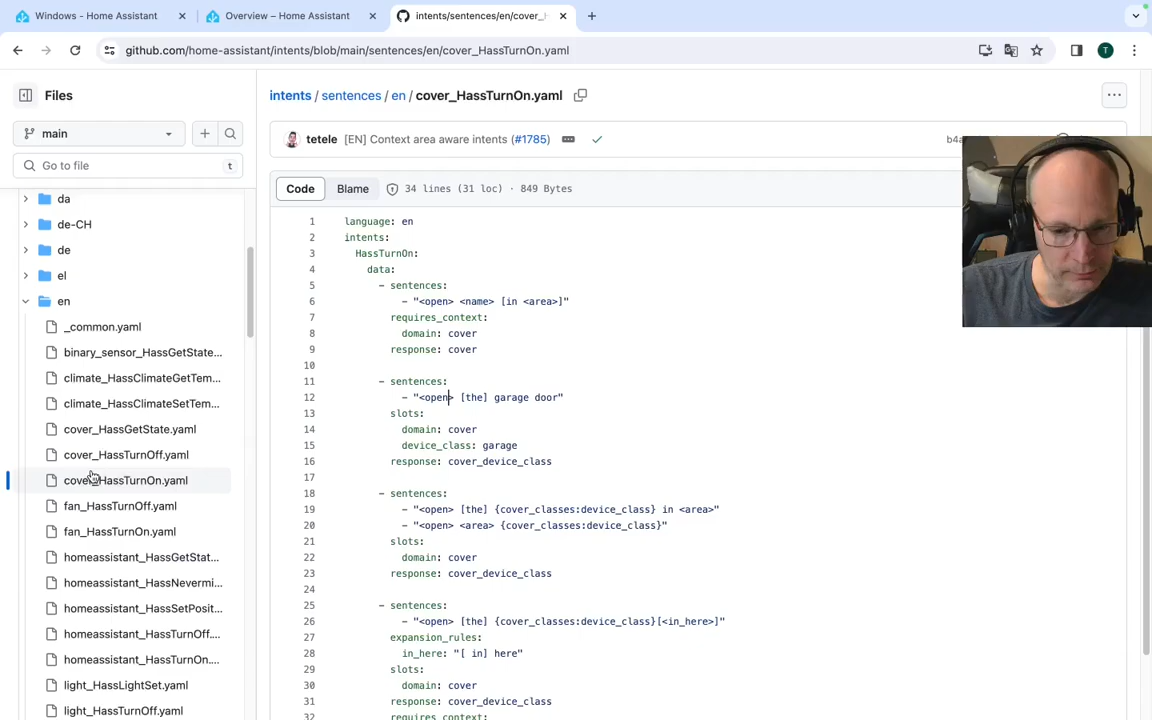 Windows - Home Assistant
Overview – Home Assistant
intents/sentences/en/cover_H
github.com/home-assistant/intents/blob/main/sentences/en/cover_HassTurnOn.yaml
T
Files
intents / sentences / en / cover_HassTurnOn.yaml
main
tetele [EN] Context area aware intents (#1785)
b4a
Go to file
t
Code
Blame
34 lines (31 loc) · 849 Bytes
da
de-CH
de
el
en
_common.yaml
binary_sensor_HassGetState...
climate_HassClimateGetTem...
climate_HassClimateSetTem...
cover_HassGetState.yaml
cover_HassTurnOff.yaml
cover_HassTurnOn.yaml
fan_HassTurnOff.yaml
fan_HassTurnOn.yaml
homeassistant_HassGetStat...
homeassistant_HassNevermi...
homeassistant_HassSetPosit...
homeassistant_HassTurnOff....
homeassistant_HassTurnOn....
light_HassLightSet.yaml
light_HassTurnOff.yaml
1 language: en
2 intents:
3 HassTurnOn:
4 data:
5 - sentences:
6 - "<open> <name> [in <area>]"
7 requires_context:
8 domain: cover
9 response: cover
10
11 - sentences:
12 - "<open> [the] garage door"
13 slots:
14 domain: cover
15 device_class: garage
16 response: cover_device_class
17
18 - sentences:
19 - "<open> [the] {cover_classes:device_class} in <area>"
20 - "<open> <area> {cover_classes:device_class}"
21 slots:
22 domain: cover
23 response: cover_device_class
24
25 - sentences:
26 - "<open> [the] {cover_classes:device_class}[<in_here>]"
27 expansion_rules:
28 in_here: "[ in] here"
29 slots:
30 domain: cover
31 response: cover_device_class
32 requires_context: